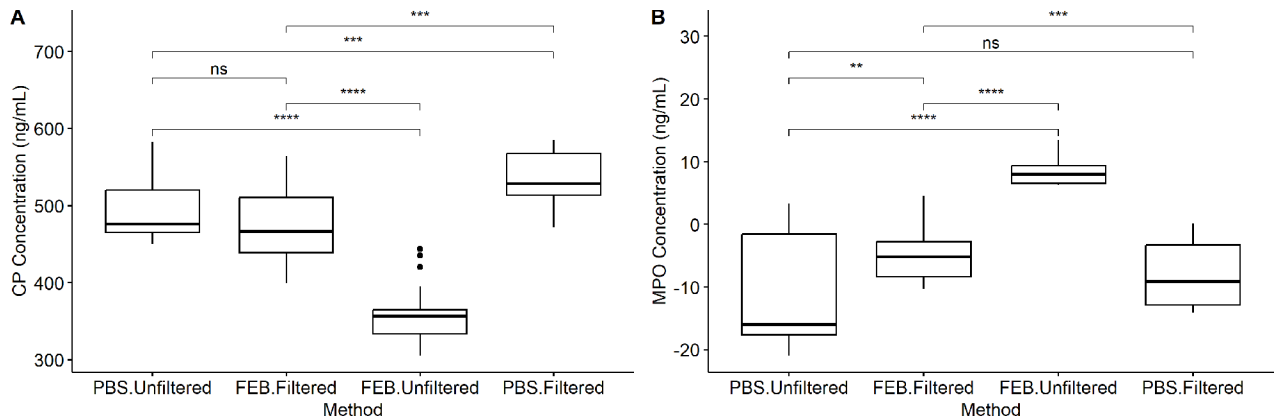 A
CP Concentration (ng/mL)
700
600
500
400
300
***
***
ns
****
****
PBS.Unfiltered FEB.Filtered FEB.Unfiltered PBS.Filtered
Method
B
MPO Concentration (ng/mL)
30
20
10
0
-10
-20
***
ns
**
****
****
PBS.Unfiltered FEB.Filtered FEB.Unfiltered PBS.Filtered
Method